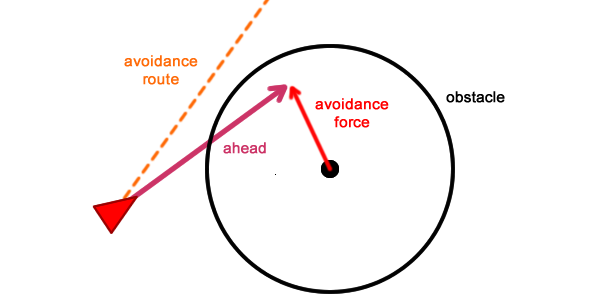 avoidance
route
obstacle
avoidance
force
ahead